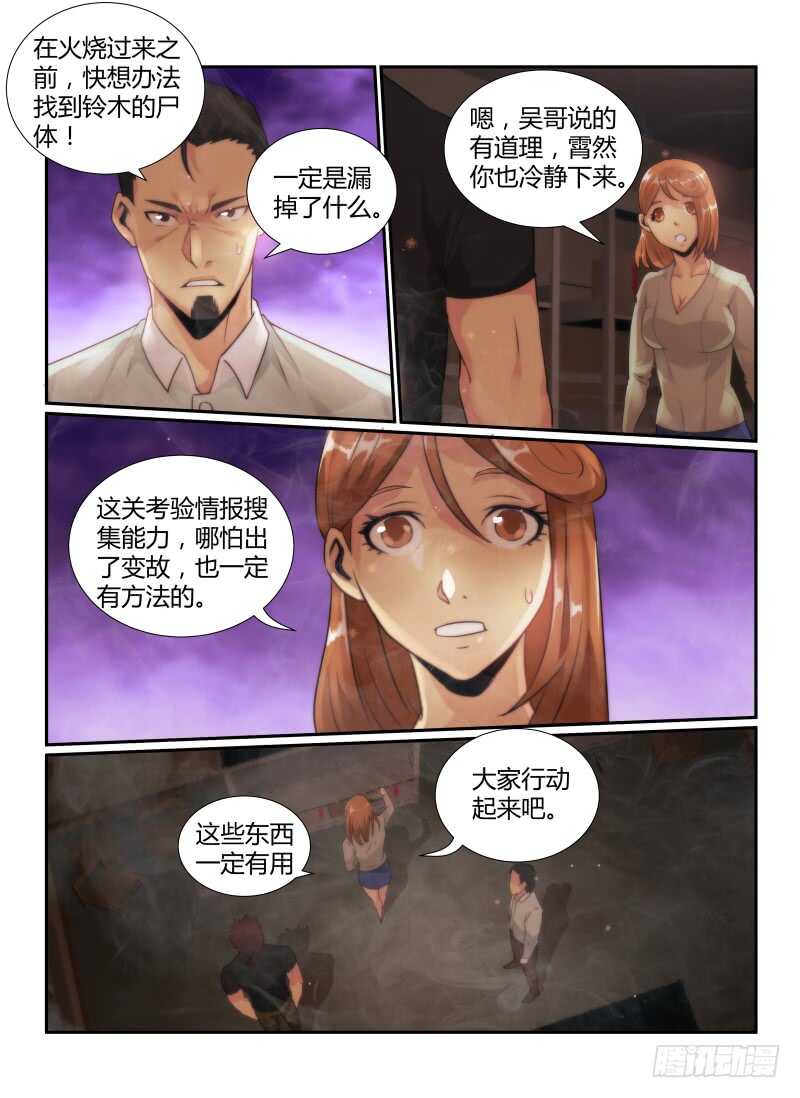 在火烧过来之
前，快想办法
找到铃木的尸
体！
一定是漏
掉了什么。
嗯，吴哥说的
有道理，霄然
你也冷静下来。
这关考验情报搜
集能力，哪怕出
了变故，也一定
有方法的。
大家行动
起来吧。
这些东西
一定有用
腾讯动漫